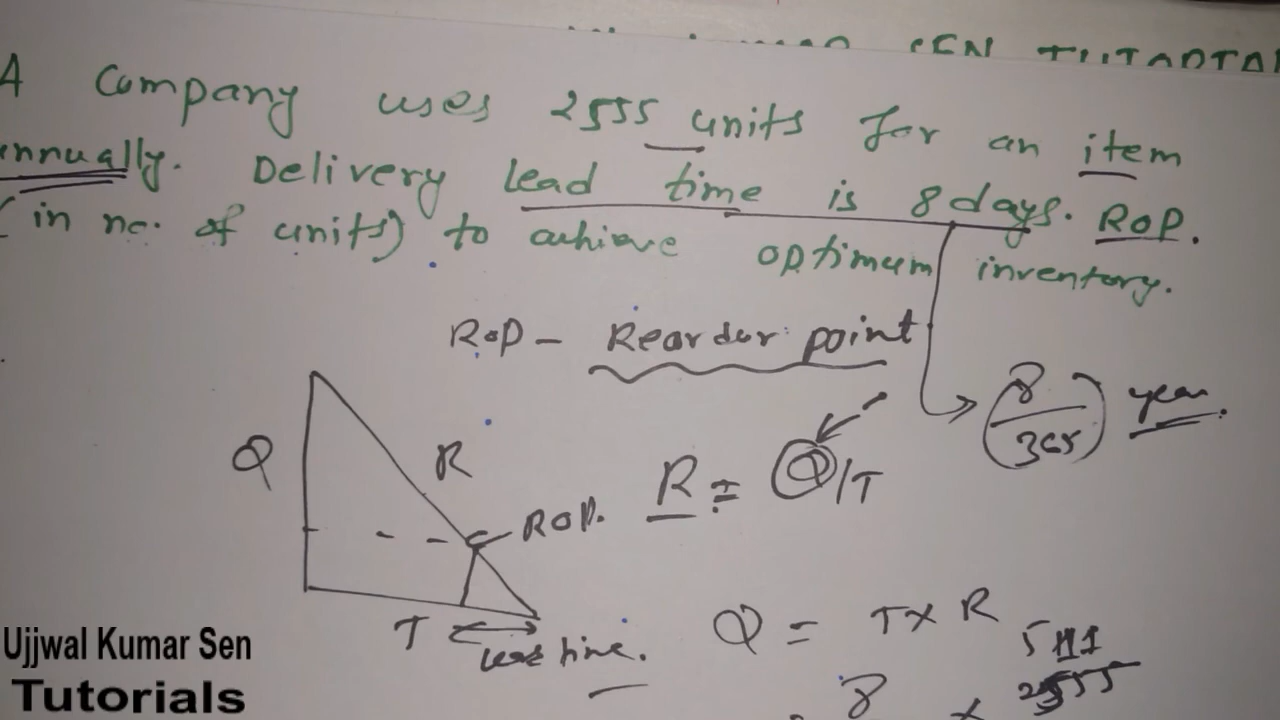 SEN TUTORIAL
A Company uses 2555 units for an item
annually. Delivery lead time is 8 days. ROP.
(in no. of units) to achieve optimum inventory.
ROP - Reorder point
(8/365) year.
Q
R
R = Q/T
ROP.
T
lead time.
Q = T x R
8 x 2555
Ujjwal Kumar Sen
Tutorials